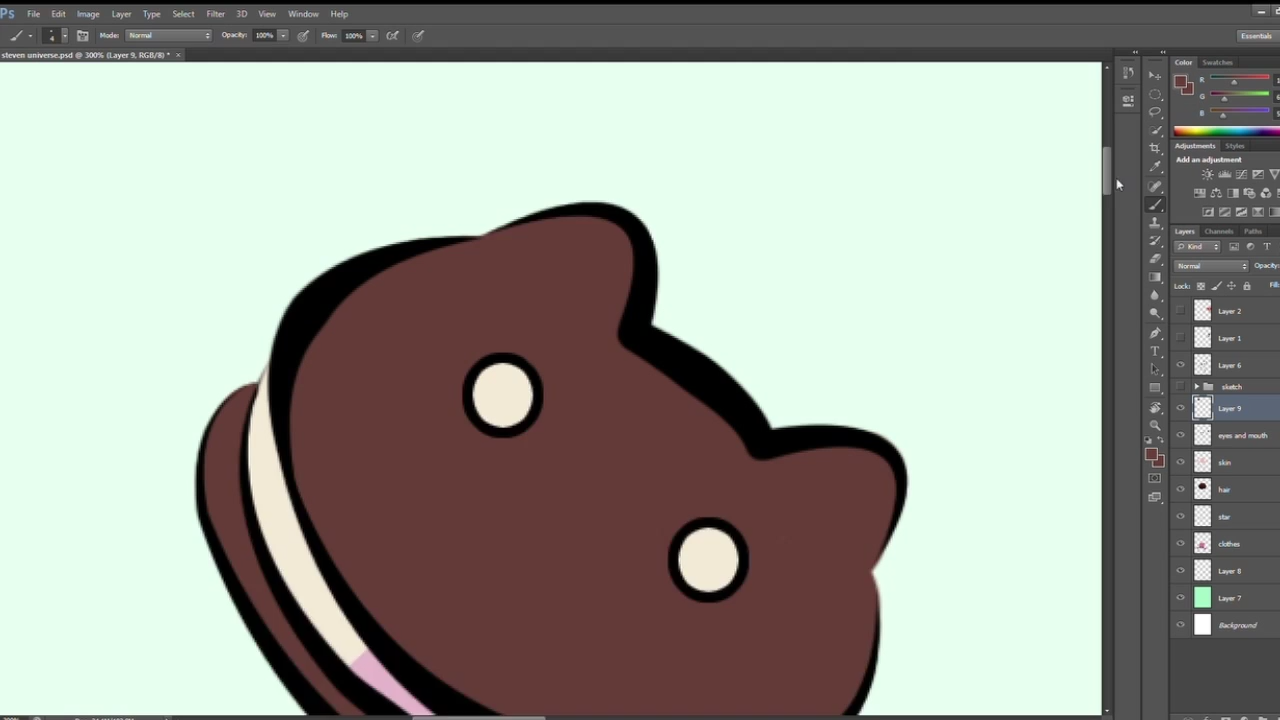 Ps File Edit Image Layer Type Select Filter 3D View Window Help
4 Mode: Normal Opacity: 100% Flow: 100% Essentials
steven universe.psd @ 300% (Layer 9, RGB/8) *
Color Swatches
R
G
B
Adjustments Styles
Add an adjustment
Layers Channels Paths
Kind
Normal Opacity:
Lock:
Layer 2
Layer 1
Layer 6
sketch
Layer 9
eyes and mouth
skin
hair
star
clothes
Layer 8
Layer 7
Background